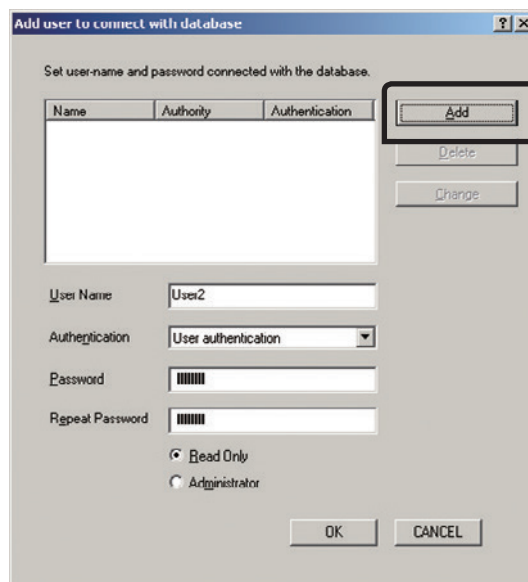 Add user to connect with database
Set user-name and password connected with the database.
Name Authority Authentication
Add
Delete
Change
User Name User2
Authentication User authentication
Password
Repeat Password
Read Only
Administrator
OK CANCEL